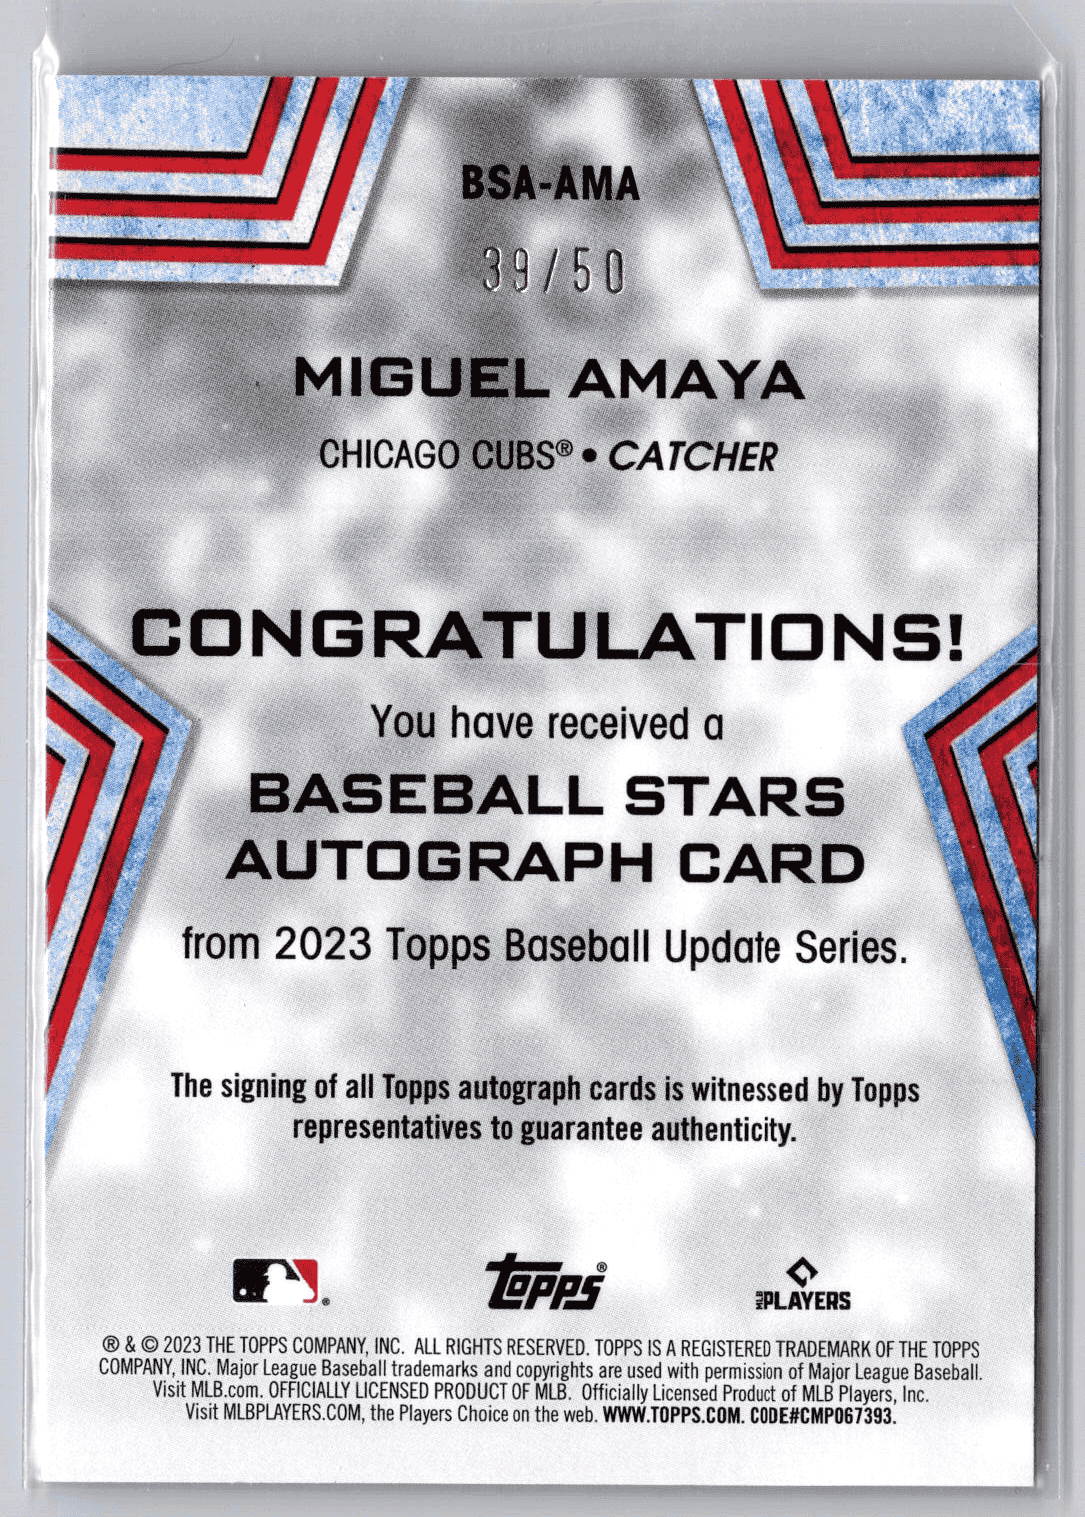 BSA-AMA
39/50
MIGUEL AMAYA
CHICAGO CUBS® • CATCHER
CONGRATULATIONS!
You have received a
BASEBALL STARS
AUTOGRAPH CARD
from 2023 Topps Baseball Update Series.
The signing of all Topps autograph cards is witnessed by Topps
representatives to guarantee authenticity.
® topps® MLB PLAYERS
® & © 2023 THE TOPPS COMPANY, INC. ALL RIGHTS RESERVED. TOPPS IS A REGISTERED TRADEMARK OF THE TOPPS
COMPANY, INC. Major League Baseball trademarks and copyrights are used with permission of Major League Baseball.
Visit MLB.com. OFFICIALLY LICENSED PRODUCT OF MLB. Officially Licensed Product of MLB Players, Inc.
Visit MLBPLAYERS.COM, the Players Choice on the web. WWW.TOPPS.COM. CODE#CMP067393.